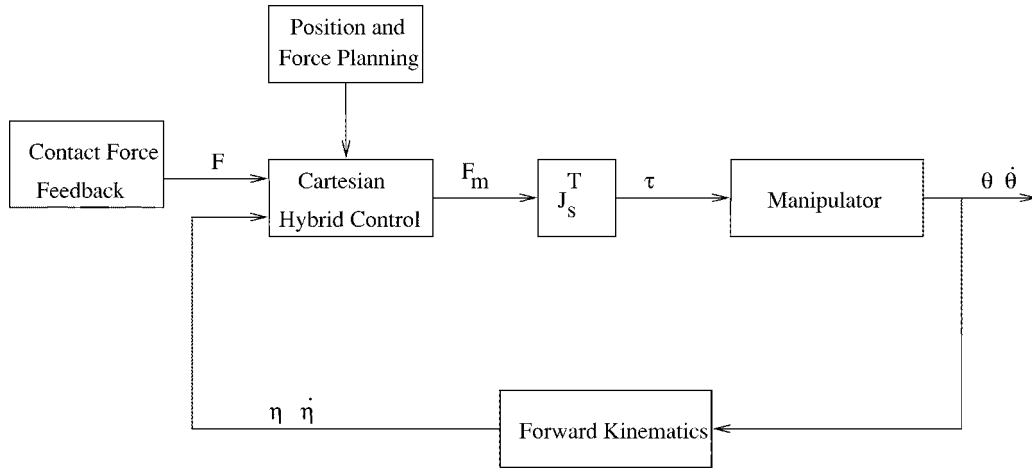 Position and
Force Planning
Contact Force
Feedback
F
Cartesian
Hybrid Control
F_m
J_s^T
τ
Manipulator
θ θ̇
η η̇
Forward Kinematics